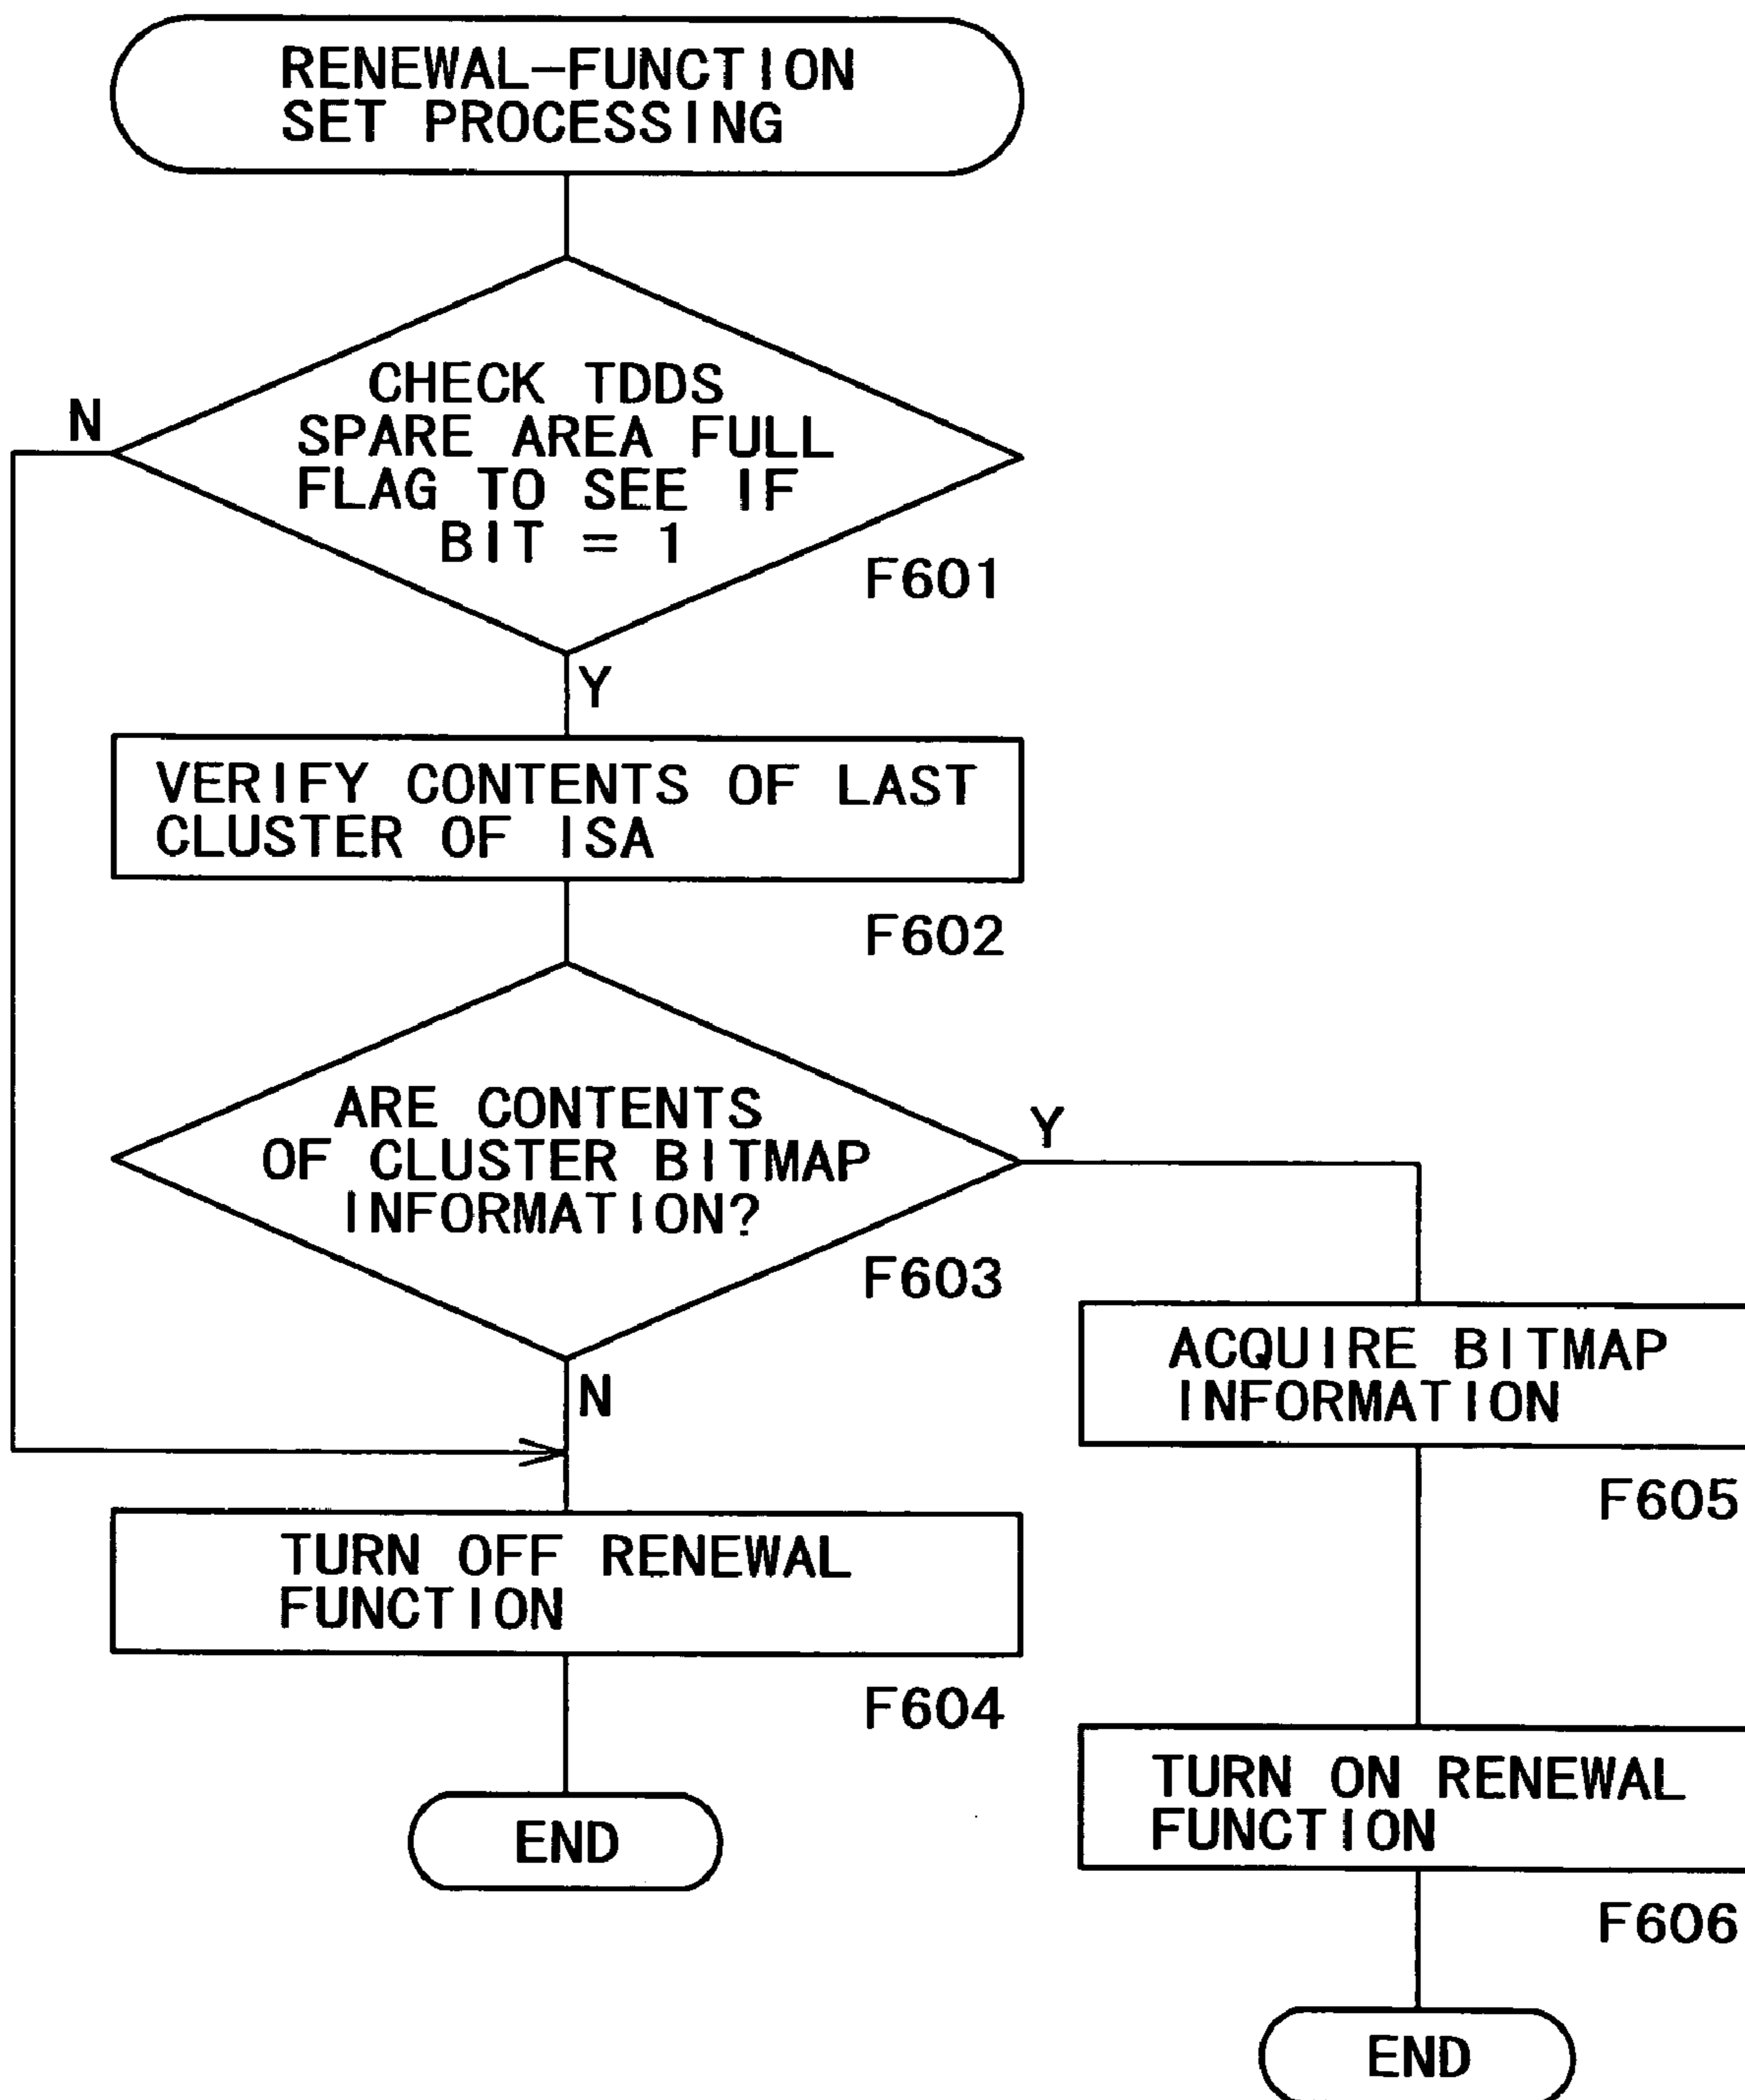 RENEWAL-FUNCTION
SET PROCESSING
CHECK TDDS
SPARE AREA FULL
FLAG TO SEE IF
BIT = 1
N
F601
Y
VERIFY CONTENTS OF LAST
CLUSTER OF ISA
F602
ARE CONTENTS
OF CLUSTER BITMAP
INFORMATION?
Y
F603
N
ACQUIRE BITMAP
INFORMATION
F605
TURN OFF RENEWAL
FUNCTION
F604
END
TURN ON RENEWAL
FUNCTION
F606
END